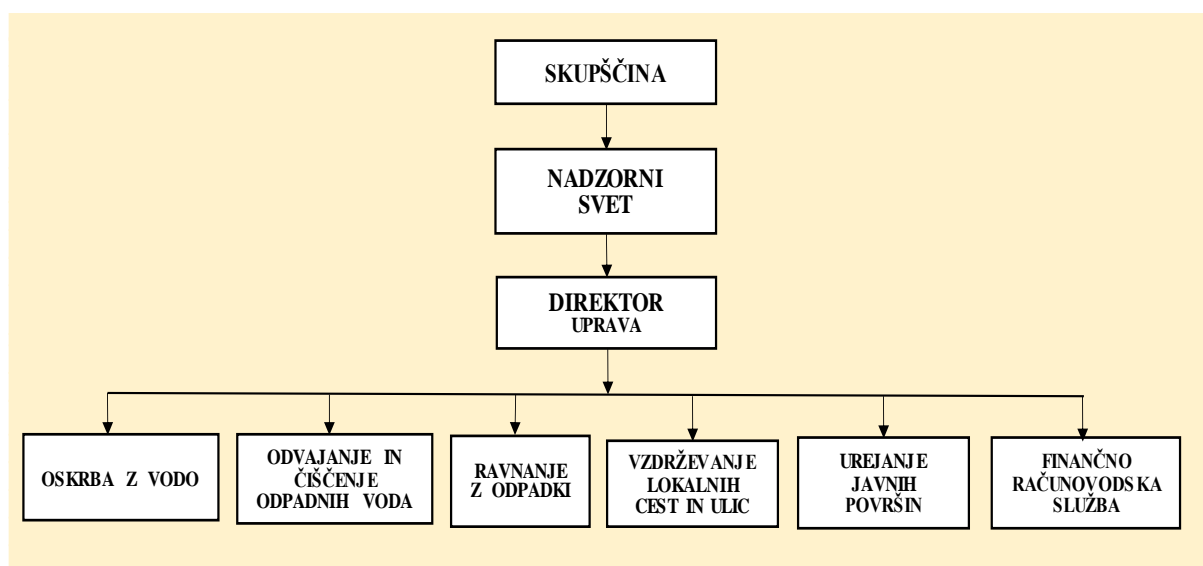 SKUPŠČINA
NADZORNI
SVET
DIREKTOR
UPRAVA
OSKRBA Z VODO
ODVAJANJE IN
ČIŠČENJE
ODPADNIH VODA
RAVNANJE
Z ODPADKI
VZDRŽEVANJE
LOKALNIH
CEST IN ULIC
UREJANJE
JAVNIH
POVRŠIN
FINANČNO
RAČUNOVODSKA
SLUŽBA